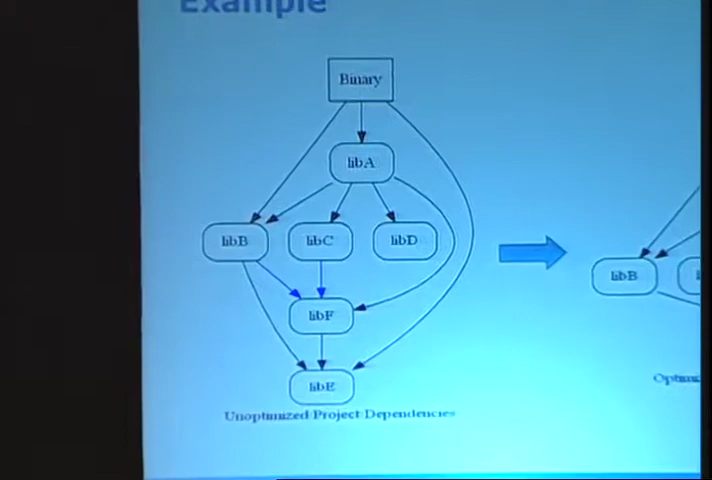 Example
Binary
libA
libB
libC
libD
libB
libF
libE
Unoptimized Project Dependencies